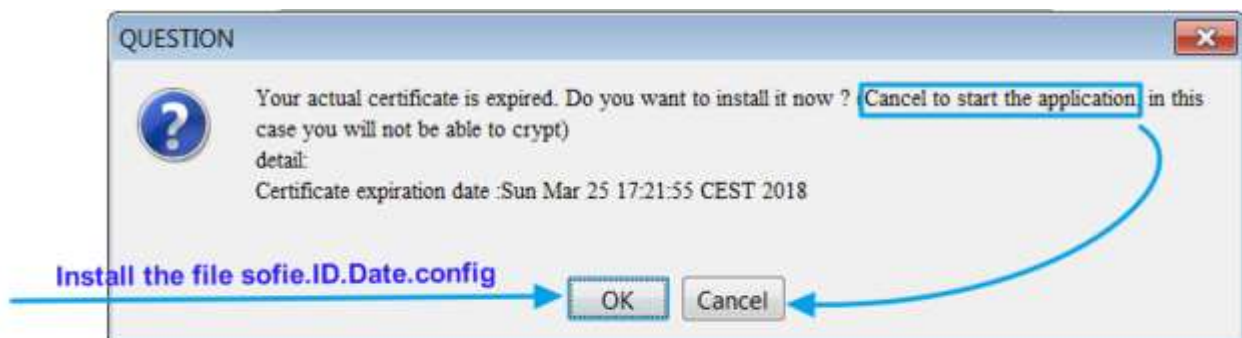 QUESTION
Your actual certificate is expired. Do you want to install it now ? (Cancel to start the application, in this
case you will not be able to crypt)
detail:
Certificate expiration date :Sun Mar 25 17:21:55 CEST 2018
Install the file sofie.ID.Date.config
OK Cancel